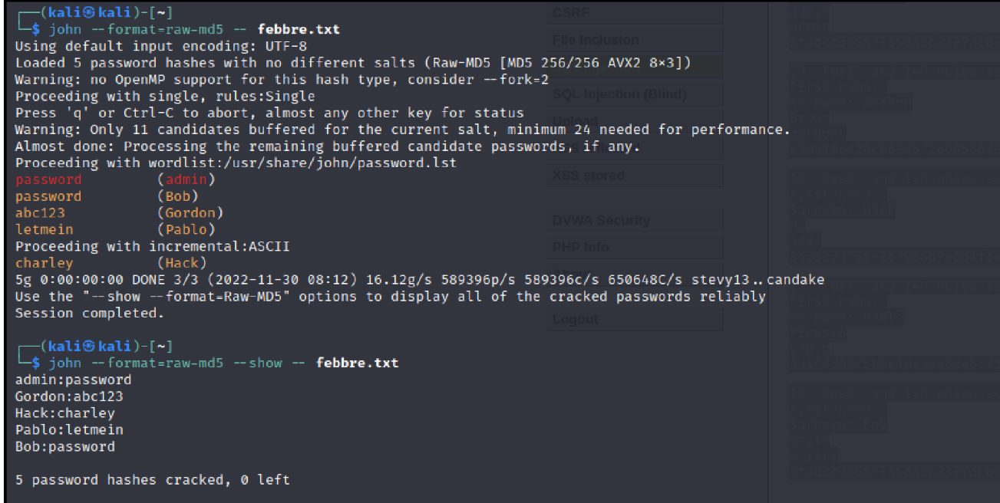 ┌──(kali㉿kali)-[~]
└─$ john --format=raw-md5 -- febbre.txt
Using default input encoding: UTF-8
Loaded 5 password hashes with no different salts (Raw-MD5 [MD5 256/256 AVX2 8×3])
Warning: no OpenMP support for this hash type, consider --fork=2
Proceeding with single, rules:Single
Press 'q' or Ctrl-C to abort, almost any other key for status
Warning: Only 11 candidates buffered for the current salt, minimum 24 needed for performance.
Almost done: Processing the remaining buffered candidate passwords, if any.
Proceeding with wordlist:/usr/share/john/password.lst
password (admin)
password (Bob)
abc123 (Gordon)
letmein (Pablo)
Proceeding with incremental:ASCII
charley (Hack)
5g 0:00:00:00 DONE 3/3 (2022-11-30 08:12) 16.12g/s 589396p/s 589396c/s 650648C/s stevy13..candake
Use the "--show --format=Raw-MD5" options to display all of the cracked passwords reliably
Session completed.
┌──(kali㉿kali)-[~]
└─$ john --format=raw-md5 --show -- febbre.txt
admin:password
Gordon:abc123
Hack:charley
Pablo:letmein
Bob:password
5 password hashes cracked, 0 left
CSRF
File Inclusion
SQL Injection (Blind)
Upload
XSS stored
DVWA Security
PHP Info
Logout